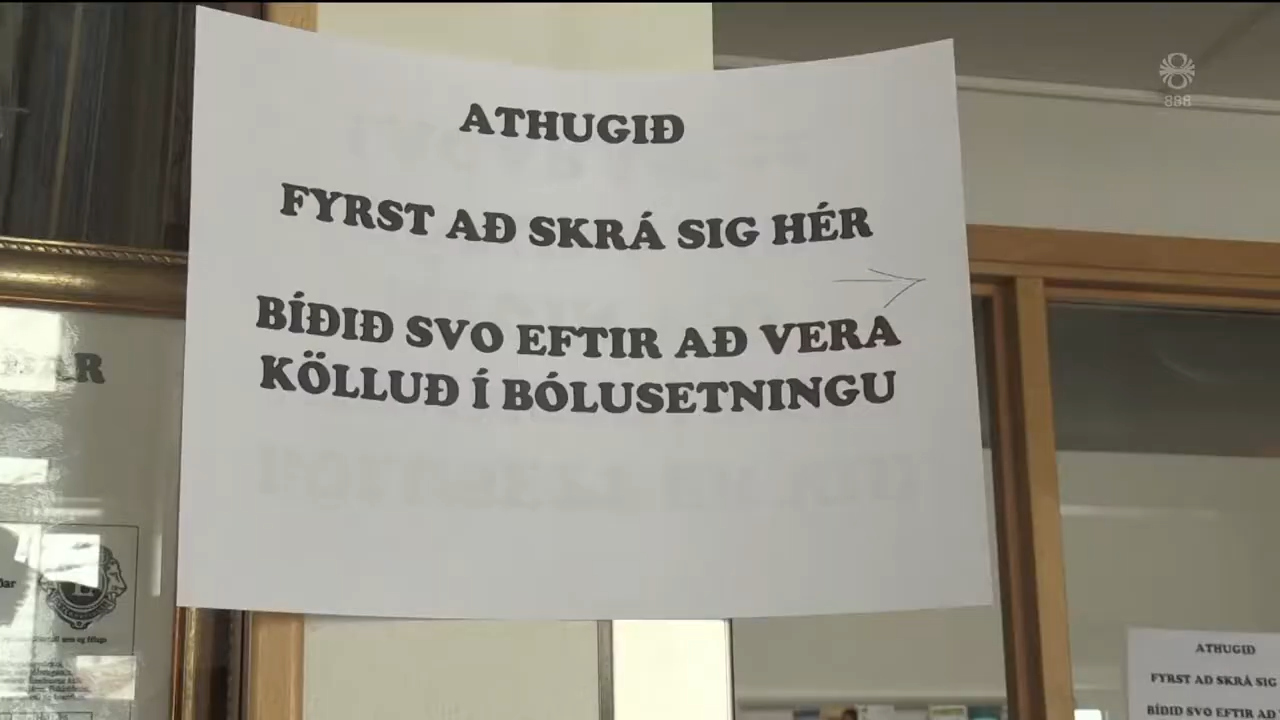 888
ATHUGIÐ
FYRST AÐ SKRÁ SIG HÉR
BÍÐIÐ SVO EFTIR AÐ VERA
KÖLLUÐ Í BÓLUSETNINGU
ATHUGIÐ
FYRST AÐ SKRÁ SIG
BÍÐIÐ SVO EFTIR AÐ